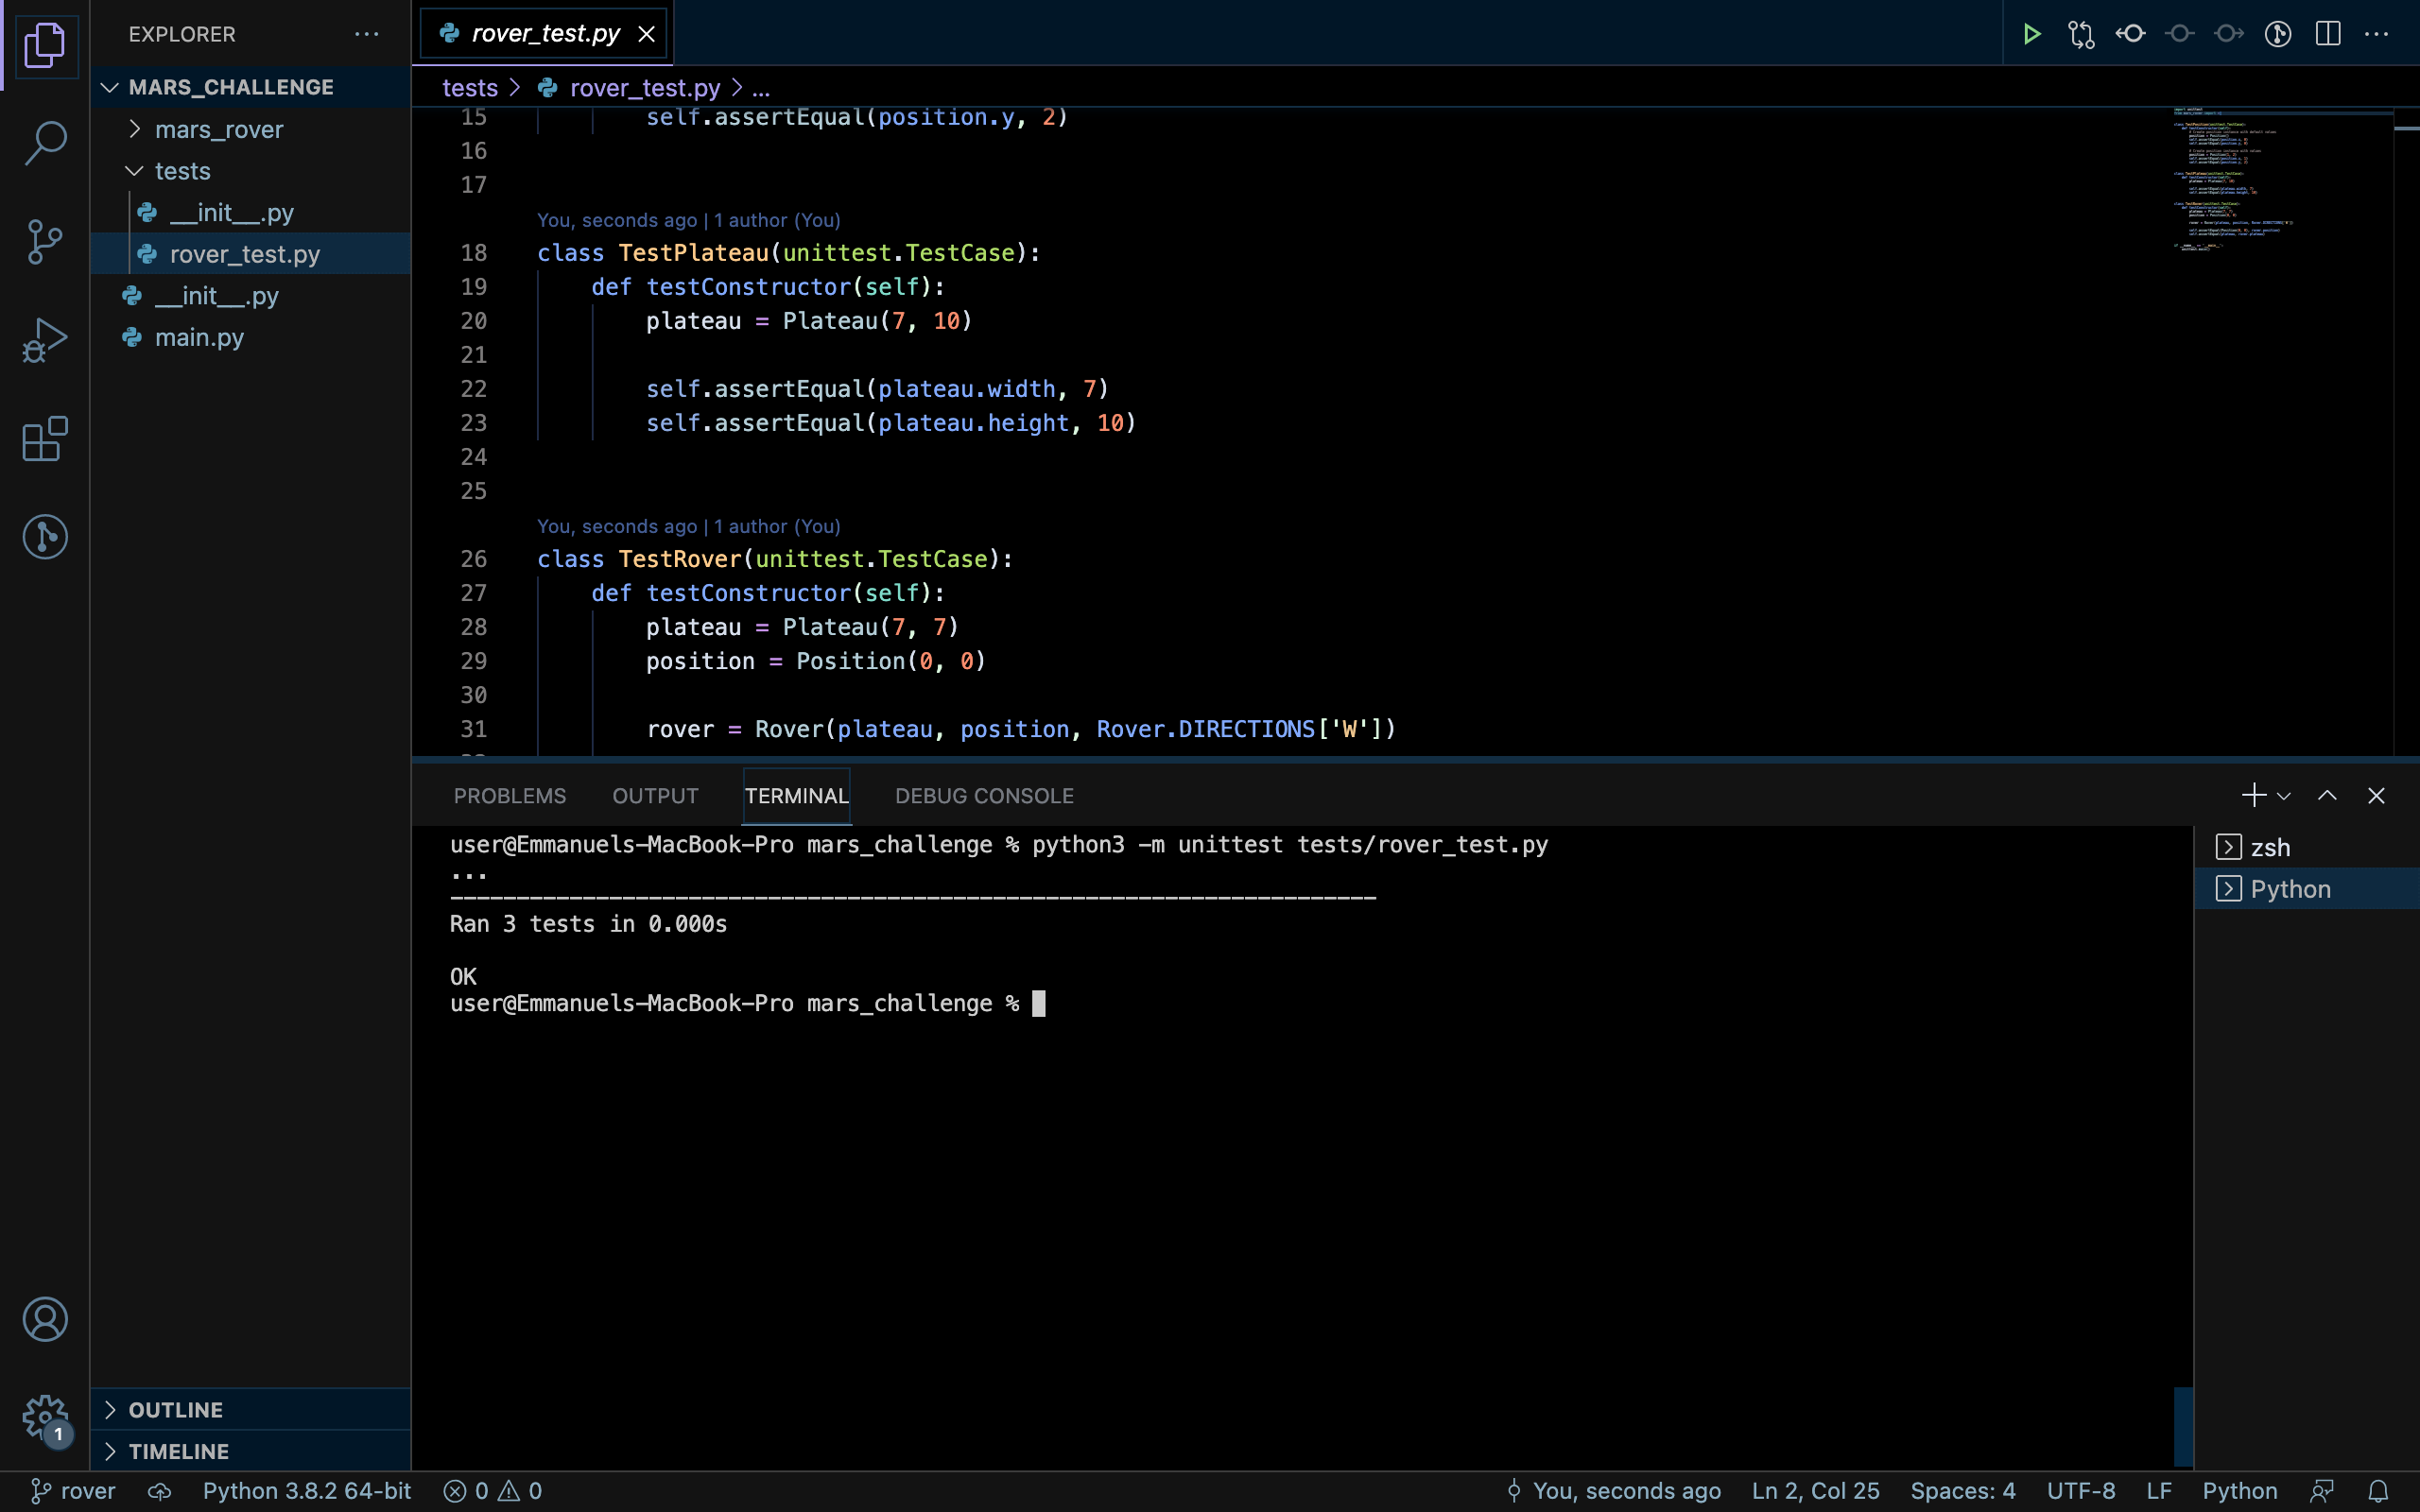 EXPLORER
MARS_CHALLENGE
mars_rover
tests
__init__.py
rover_test.py
__init__.py
main.py
OUTLINE
TIMELINE
1
rover_test.py
tests > rover_test.py > ...
15 self.assertEqual(position.y, 2)
16
17
You, seconds ago | 1 author (You)
18 class TestPlateau(unittest.TestCase):
19 def testConstructor(self):
20 plateau = Plateau(7, 10)
21
22 self.assertEqual(plateau.width, 7)
23 self.assertEqual(plateau.height, 10)
24
25
You, seconds ago | 1 author (You)
26 class TestRover(unittest.TestCase):
27 def testConstructor(self):
28 plateau = Plateau(7, 7)
29 position = Position(0, 0)
30
31 rover = Rover(plateau, position, Rover.DIRECTIONS['W'])
PROBLEMS OUTPUT TERMINAL DEBUG CONSOLE
user@Emmanuels-MacBook-Pro mars_challenge % python3 -m unittest tests/rover_test.py
...
----------------------------------------------------------------------
Ran 3 tests in 0.000s
OK
user@Emmanuels-MacBook-Pro mars_challenge %
zsh
Python
rover Python 3.8.2 64-bit 0 0 You, seconds ago Ln 2, Col 25 Spaces: 4 UTF-8 LF Python